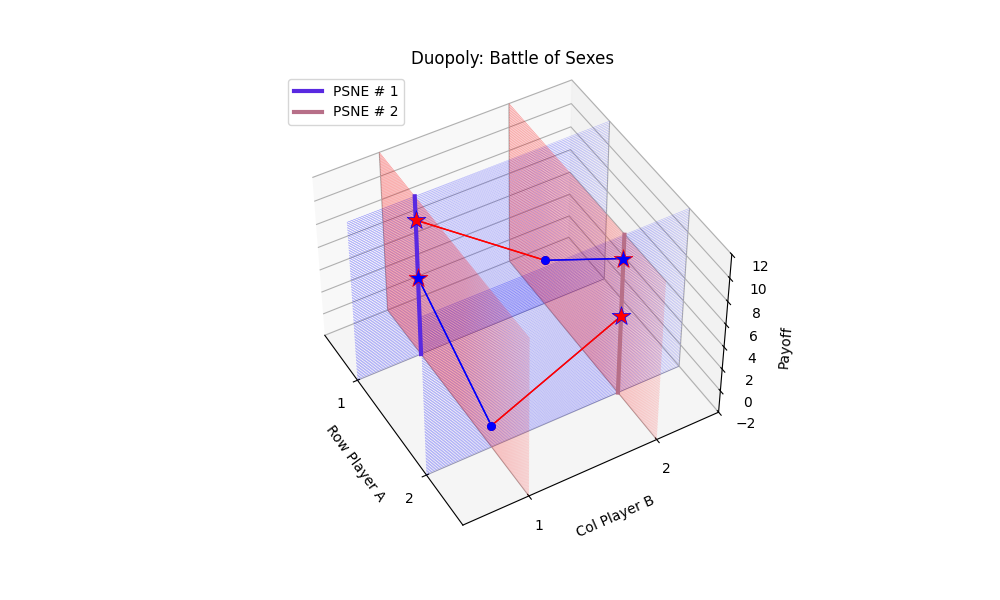 Duopoly: Battle of Sexes
PSNE # 1
PSNE # 2
12
10
8
6
4
2
0
−2
Payoff
1
2
Row Player A
1
2
Col Player B